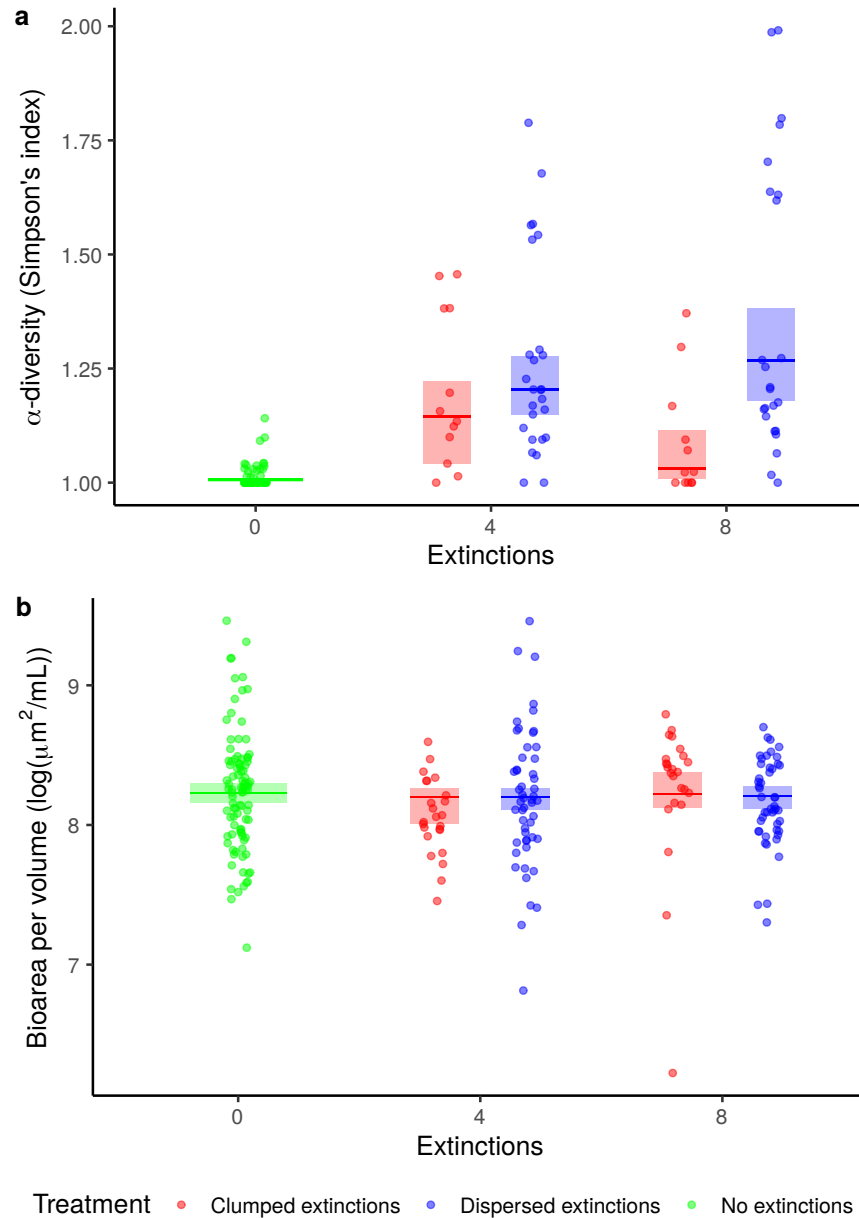 a
α-diversity (Simpson's index)
2.00
1.75
1.50
1.25
1.00
0 4 8
Extinctions
b
Bioarea per volume (log(μm²/mL))
9
8
7
0 4 8
Extinctions
Treatment Clumped extinctions Dispersed extinctions No extinctions